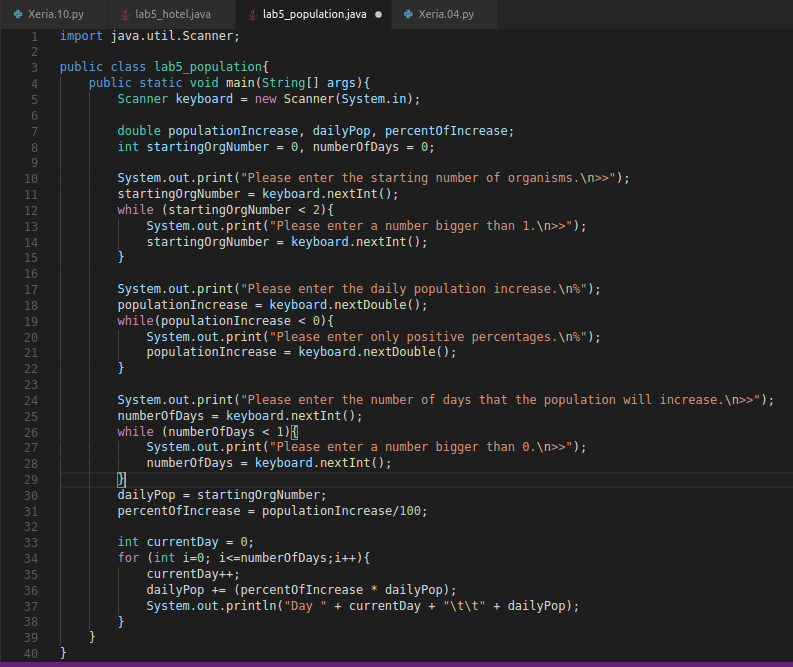 Xeria.10.py lab5_hotel.java lab5_population.java Xeria.04.py
1 import java.util.Scanner;
2
3 public class lab5_population{
4 public static void main(String[] args){
5 Scanner keyboard = new Scanner(System.in);
6
7 double populationIncrease, dailyPop, percentOfIncrease;
8 int startingOrgNumber = 0, numberOfDays = 0;
9
10 System.out.print("Please enter the starting number of organisms.\n>>");
11 startingOrgNumber = keyboard.nextInt();
12 while (startingOrgNumber < 2){
13 System.out.print("Please enter a number bigger than 1.\n>>");
14 startingOrgNumber = keyboard.nextInt();
15 }
16
17 System.out.print("Please enter the daily population increase.\n%");
18 populationIncrease = keyboard.nextDouble();
19 while(populationIncrease < 0){
20 System.out.print("Please enter only positive percentages.\n%");
21 populationIncrease = keyboard.nextDouble();
22 }
23
24 System.out.print("Please enter the number of days that the population will increase.\n>>");
25 numberOfDays = keyboard.nextInt();
26 while (numberOfDays < 1){
27 System.out.print("Please enter a number bigger than 0.\n>>");
28 numberOfDays = keyboard.nextInt();
29 }
30 dailyPop = startingOrgNumber;
31 percentOfIncrease = populationIncrease/100;
32
33 int currentDay = 0;
34 for (int i=0; i<=numberOfDays;i++){
35 currentDay++;
36 dailyPop += (percentOfIncrease * dailyPop);
37 System.out.println("Day " + currentDay + "\t\t" + dailyPop);
38 }
39 }
40 }